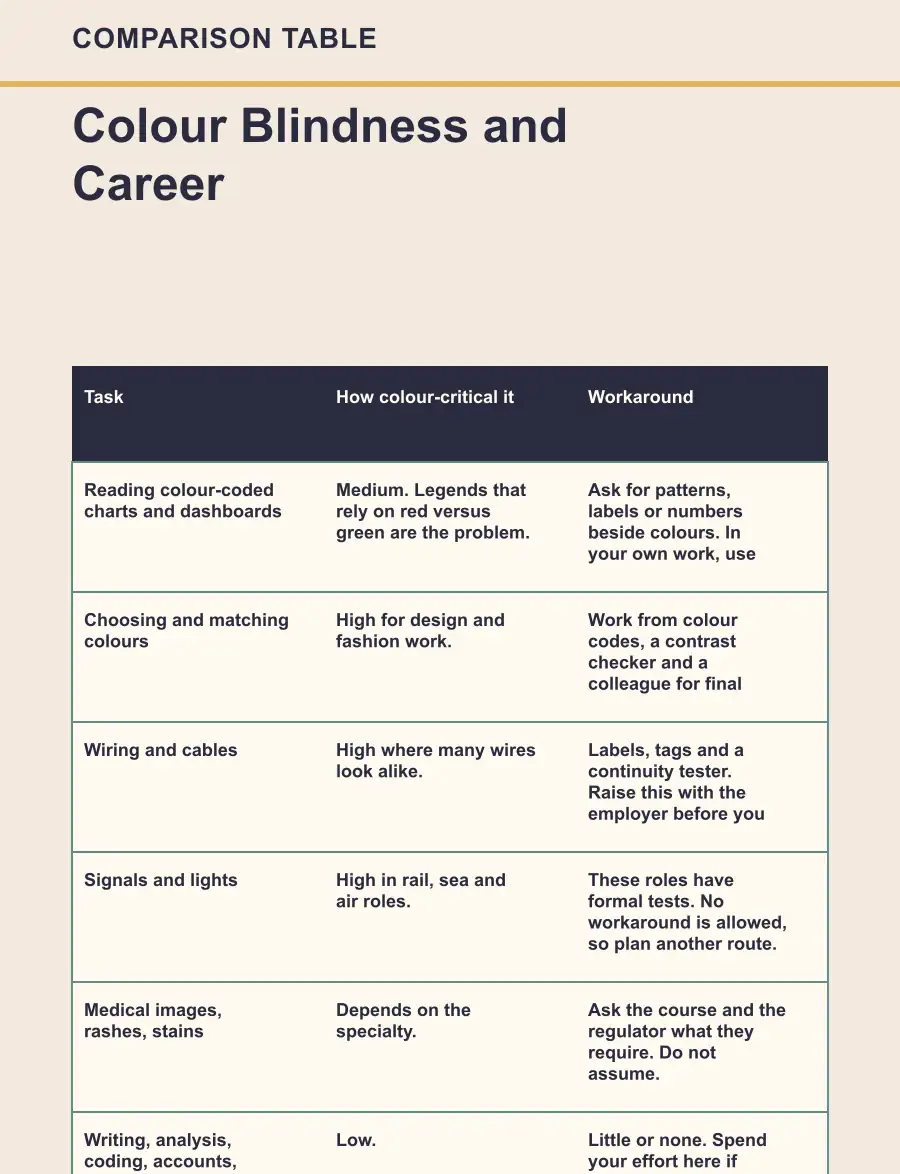 COMPARISON TABLE
Colour Blindness and
Career
Task
How colour-critical it
Workaround
Reading colour-coded
charts and dashboards
Medium. Legends that
rely on red versus
green are the problem.
Ask for patterns,
labels or numbers
beside colours. In
your own work, use
Choosing and matching
colours
High for design and
fashion work.
Work from colour
codes, a contrast
checker and a
colleague for final
Wiring and cables
High where many wires
look alike.
Labels, tags and a
continuity tester.
Raise this with the
employer before you
Signals and lights
High in rail, sea and
air roles.
These roles have
formal tests. No
workaround is allowed,
so plan another route.
Medical images,
rashes, stains
Depends on the
specialty.
Ask the course and the
regulator what they
require. Do not
assume.
Writing, analysis,
coding, accounts,
Low.
Little or none. Spend
your effort here if